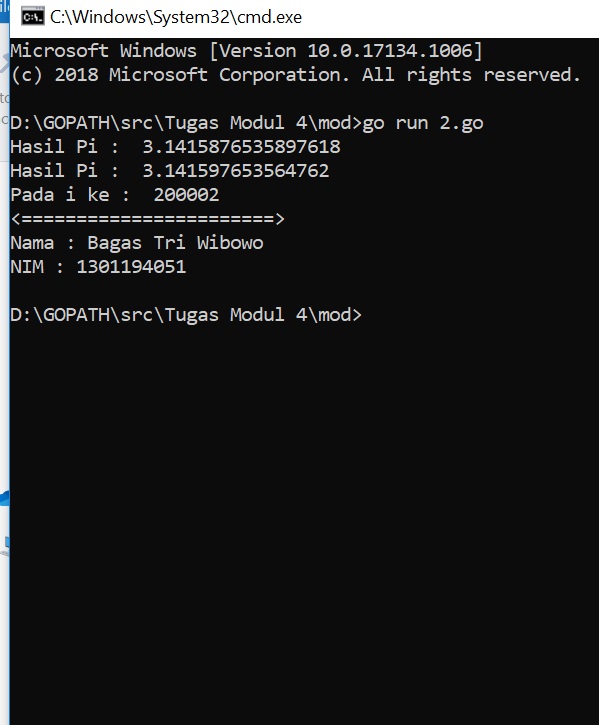 C:\Windows\System32\cmd.exe
Microsoft Windows [Version 10.0.17134.1006]
(c) 2018 Microsoft Corporation. All rights reserved.
D:\GOPATH\src\Tugas Modul 4\mod>go run 2.go
Hasil Pi :  3.1415876535897618
Hasil Pi :  3.141597653564762
Pada i ke :  200002
<=======================>
Nama : Bagas Tri Wibowo
NIM : 1301194051
D:\GOPATH\src\Tugas Modul 4\mod>